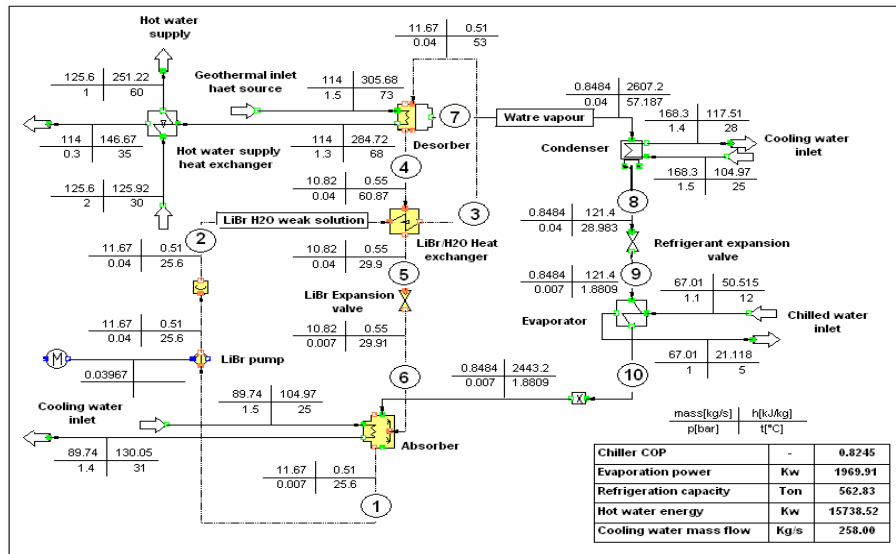 Hot water
supply
11.67 0.51
0.04 53
125.6 251.22
1 60
Geothermal inlet
haet source
114 305.68
1.5 73
7
Watre vapour
0.8484 2607.2
0.04 57.187
168.3 117.51
1.4 28
Cooling water
inlet
Desorber
Condenser
114 146.67
0.3 35
Hot water supply
heat exchanger
114 284.72
1.3 68
4
168.3 104.97
1.5 25
125.6 125.92
2 30
10.82 0.55
0.04 60.87
8
2
LiBr H2O weak solution
3
0.8484 121.4
0.04 28.983
LiBr/H2O Heat
exchanger
Refrigerant expansion
valve
11.67 0.51
0.04 25.6
10.82 0.55
0.04 29.9
5
0.8484 121.4
0.007 1.8809
9
67.01 50.515
1.1 12
LiBr Expansion
valve
Evaporator
Chilled water
inlet
11.67 0.51
0.04 25.6
10.82 0.55
0.007 29.91
M
LiBr pump
67.01 21.118
1 5
0.03967
6
0.8484 2443.2
0.007 1.8809
10
Cooling water
inlet
89.74 104.97
1.5 25
X
mass[kg/s] h[kJ/kg]
p[bar] t[°C]
Absorber
89.74 130.05
1.4 31
11.67 0.51
0.007 25.6
1
Chiller COP - 0.8245
Evaporation power Kw 1969.91
Refrigeration capacity Ton 562.83
Hot water energy Kw 15738.52
Cooling water mass flow Kg/s 258.00